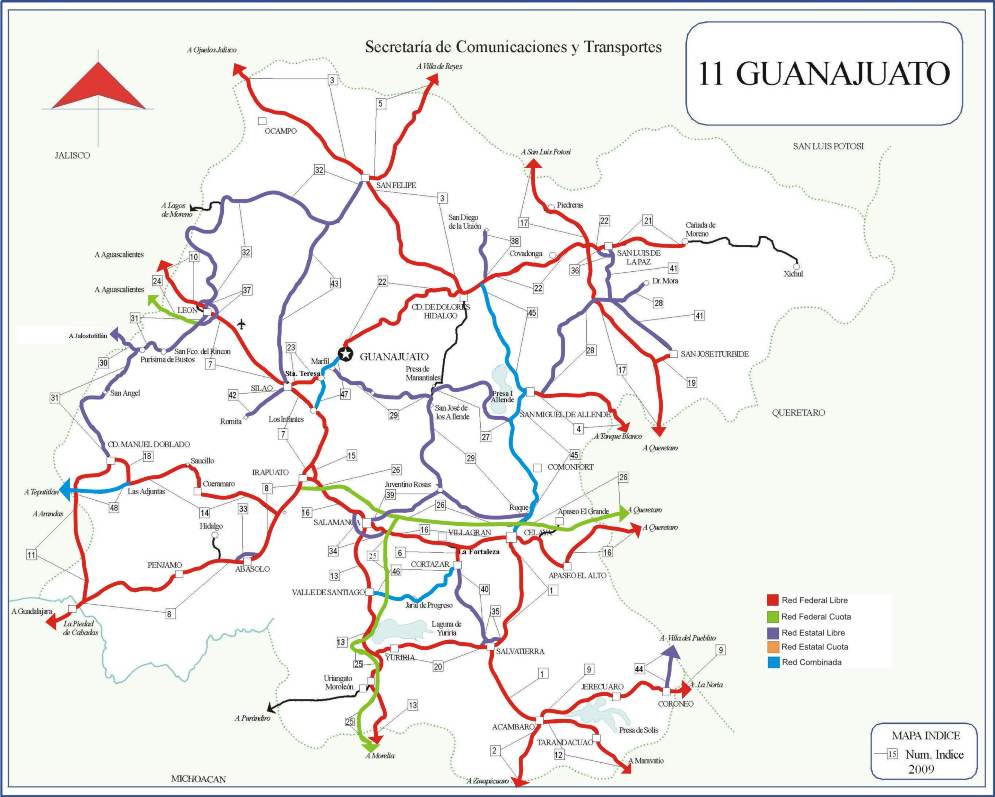 Secretaría de Comunicaciones y Transportes
11 GUANAJUATO
A Ojuelos Jalisco
A Villa de Reyes
3
5
OCAMPO
JALISCO
SAN LUIS POTOSI
A San Luis Potosi
32
SAN FELIPE
3
A Lagos
de Moreno
San Diego
de la Unión
Piedreras
17
22
21
Cañada de
Moreno
38
Covadonga
SAN LUIS DE
LA PAZ
Xichul
A Aguascalientes
10
32
24
36
41
Dr. Mora
A Aguascalientes
37
43
22
22
28
LEON
CD. DE DOLORES
HIDALGO
45
41
31
A Jalostotitlán
San Fco. del Rincon
Purisima de Bustos
30
7
23
Marfil
GUANAJUATO
Sta. Teresa
Presa de
Manantiales
28
17
SAN JOSE ITURBIDE
19
San Angel
31
42
SILAO
47
29
Presa I
Allende
Romita
Los Infantes
San José de
los Allende
SAN MIGUEL DE ALLENDE
QUERETARO
7
27
4
A Tanque Blanco
A Queretaro
CD. MANUEL DOBLADO
18
Saucillo
15
29
45
IRAPUATO
26
COMONFORT
26
A Tepatitlán
Las Adjuntas
Cueramaro
8
Juventino Rosas
39
A Arandas
48
14
33
Hidalgo
16
26
Ruque
Apaseo El Grande
A Queretaro
SALAMANCA
16
VILLAGRAN
CELAYA
A Queretaro
11
34
25
6
La Fortaleza
16
PENJAMO
ABASOLO
13
46
CORTAZAR
APASEO EL ALTO
VALLE DE SANTIAGO
40
1
8
Jaral de Progreso
35
A Guadalajara
La Piedad
de Cabadas
Laguna de
Yuriria
13
25
YURIRIA
20
SALVATIERRA
Uriangato
Moroleón
1
9
A Puruándiro
25
13
A Morelia
Red Federal Libre
Red Federal Cuota
Red Estatal Libre
Red Estatal Cuota
Red Combinada
A- Villa del Pueblito
9
44
JERECUARO
A La Noria
CORONEO
ACAMBARO
Presa de Solis
TARANDACUAO
2
12
A Maravatio
A Zinapécuaro
MICHOACAN
MAPA INDICE
15 Num. Indice
2009